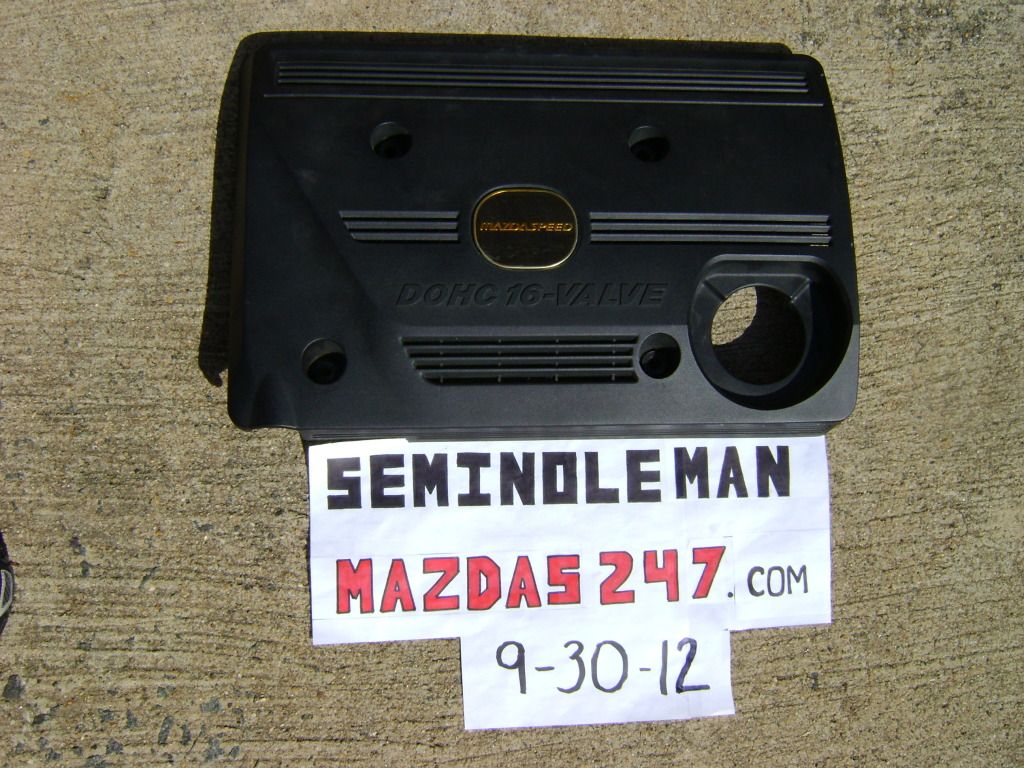 MAZDASPEED
DOHC 16-VALVE
SEMINOLEMAN
MAZDAS247.COM
9-30-12